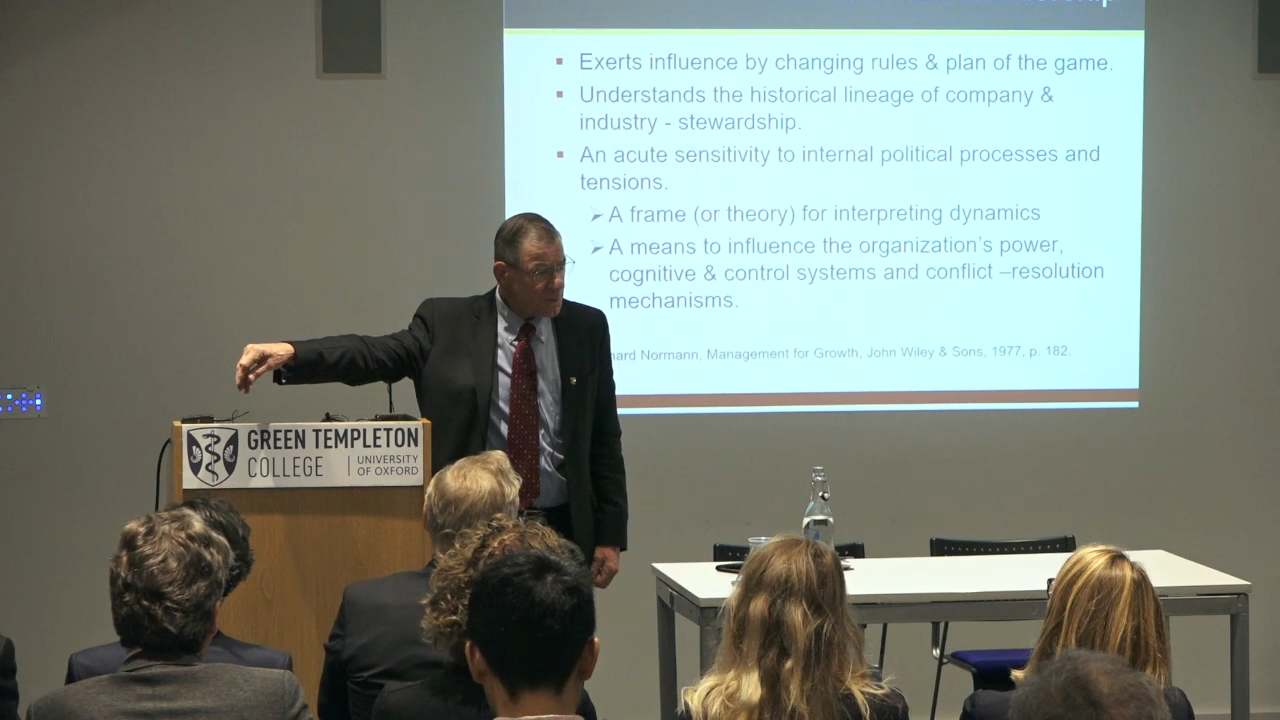 Exerts influence by changing rules & plan of the game.
Understands the historical lineage of company &
industry - stewardship.
An acute sensitivity to internal political processes and
tensions.
A frame (or theory) for interpreting dynamics
A means to influence the organization's power,
cognitive & control systems and conflict –resolution
mechanisms.
Normann, Management for Growth, John Wiley & Sons, 1977, p. 182.
GREEN TEMPLETON
COLLEGE
UNIVERSITY
OF OXFORD